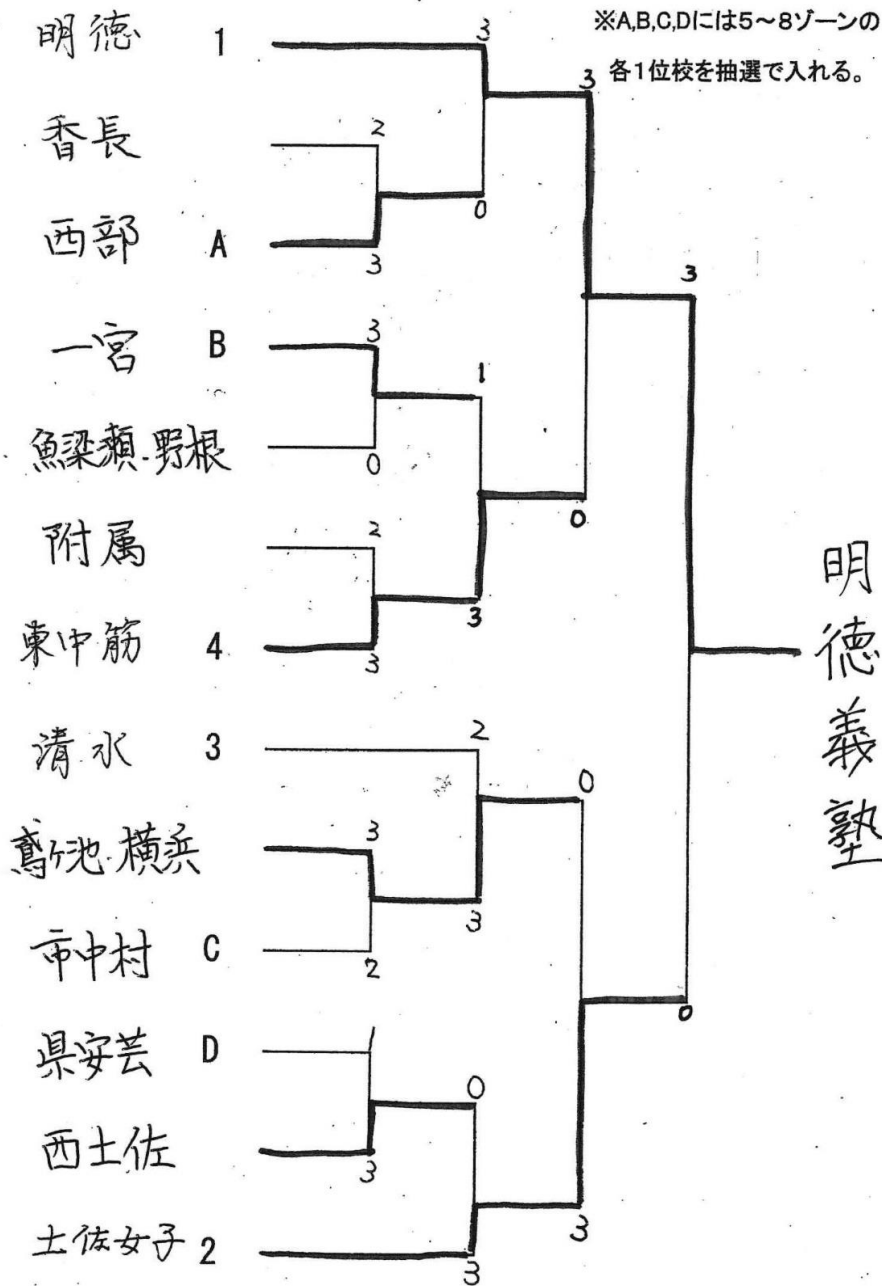 ※A,B,C,Dには5～8ゾーンの
各1位校を抽選で入れる。
明徳 1 3
3
香長 2
0
西部 A 3
3
一宮 B 3
1
魚梁瀬・野根 0
0
附属 2
3
東中筋 4 3
明徳義塾
清水 3 2
0
鳶ヶ池・横浜 3
3
市中村 C 2
0
県安芸 D 1
0
西土佐 3
3
土佐女子 2 3